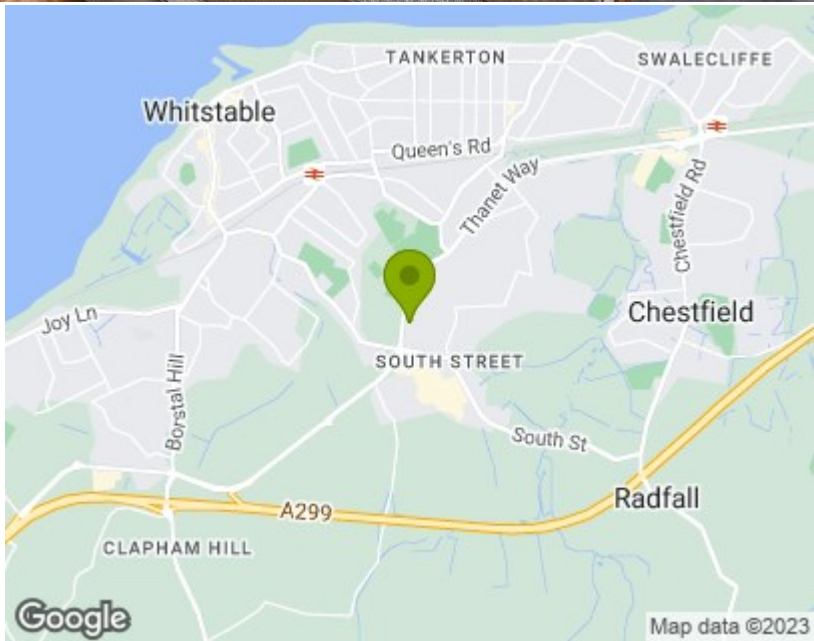 TANKERTON
SWALECLIFFE
Whitstable
Queen's Rd
Thanet Way
Chestfield Rd
Joy Ln
Borstal Hill
Chestfield
SOUTH STREET
South St
A299
Radfall
CLAPHAM HILL
Google
Map data ©2023